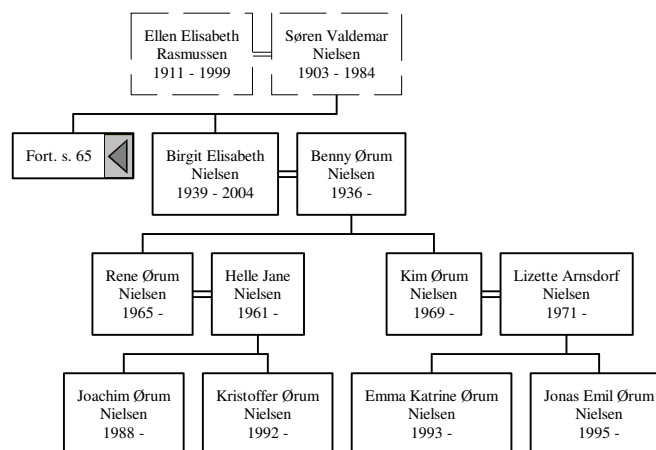 Ellen Elisabeth
Rasmussen
1911 - 1999
Søren Valdemar
Nielsen
1903 - 1984
Fort. s. 65
Birgit Elisabeth
Nielsen
1939 - 2004
Benny Ørum
Nielsen
1936 -
Rene Ørum
Nielsen
1965 -
Helle Jane
Nielsen
1961 -
Kim Ørum
Nielsen
1969 -
Lizette Arnsdorf
Nielsen
1971 -
Joachim Ørum
Nielsen
1988 -
Kristoffer Ørum
Nielsen
1992 -
Emma Katrine Ørum
Nielsen
1993 -
Jonas Emil Ørum
Nielsen
1995 -